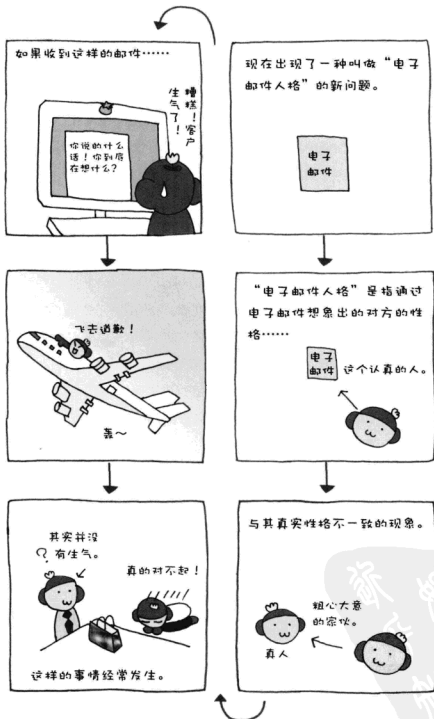 现在出现了一种叫做“电子
邮件人格”的新问题。
电子
邮件
“电子邮件人格”是指通过
电子邮件想象出的对方的性
格……
电子
邮件
这个认真的人。
与其真实性格不一致的现象。
粗心大意
的家伙。
真人
如果收到这样的邮件……
糟糕！客户
生气了！
你说的什么
话！你到底
在想什么？
飞去道歉！
轰～
其实并没
有生气。
？
真的对不起！
这样的事情经常发生。